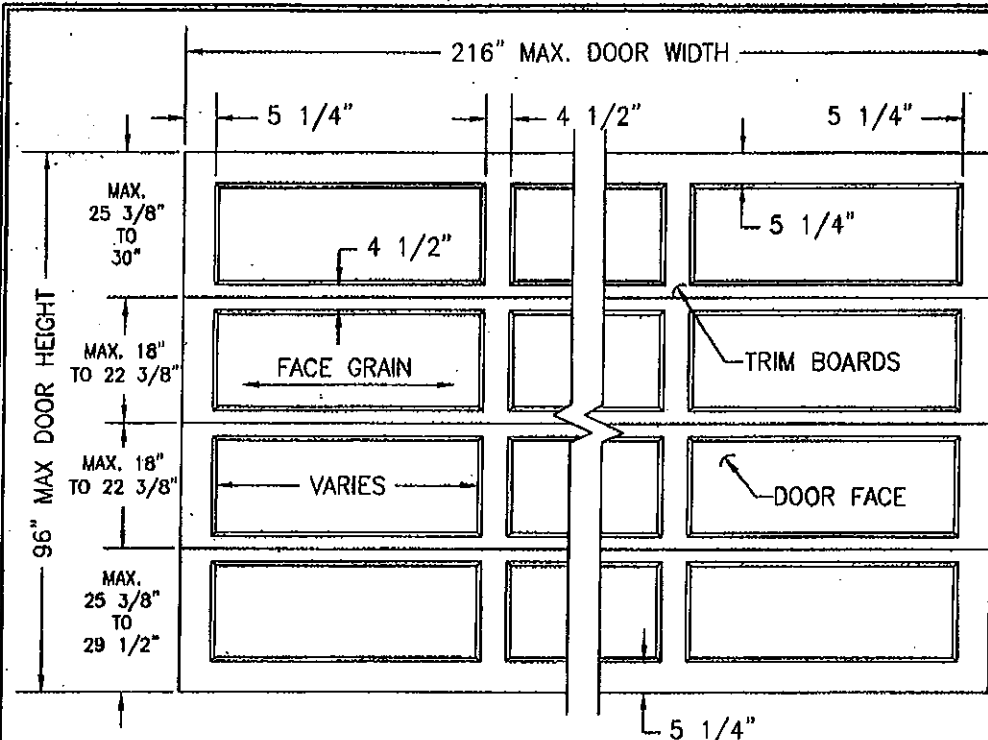 216" MAX. DOOR WIDTH
5 1/4"
4 1/2"
5 1/4"
MAX.
25 3/8"
TO
30"
5 1/4"
4 1/2"
96" MAX DOOR HEIGHT
MAX. 18"
TO 22 3/8"
FACE GRAIN
TRIM BOARDS
MAX. 18"
TO 22 3/8"
VARIES
DOOR FACE
MAX.
25 3/8"
TO
29 1/2"
5 1/4"